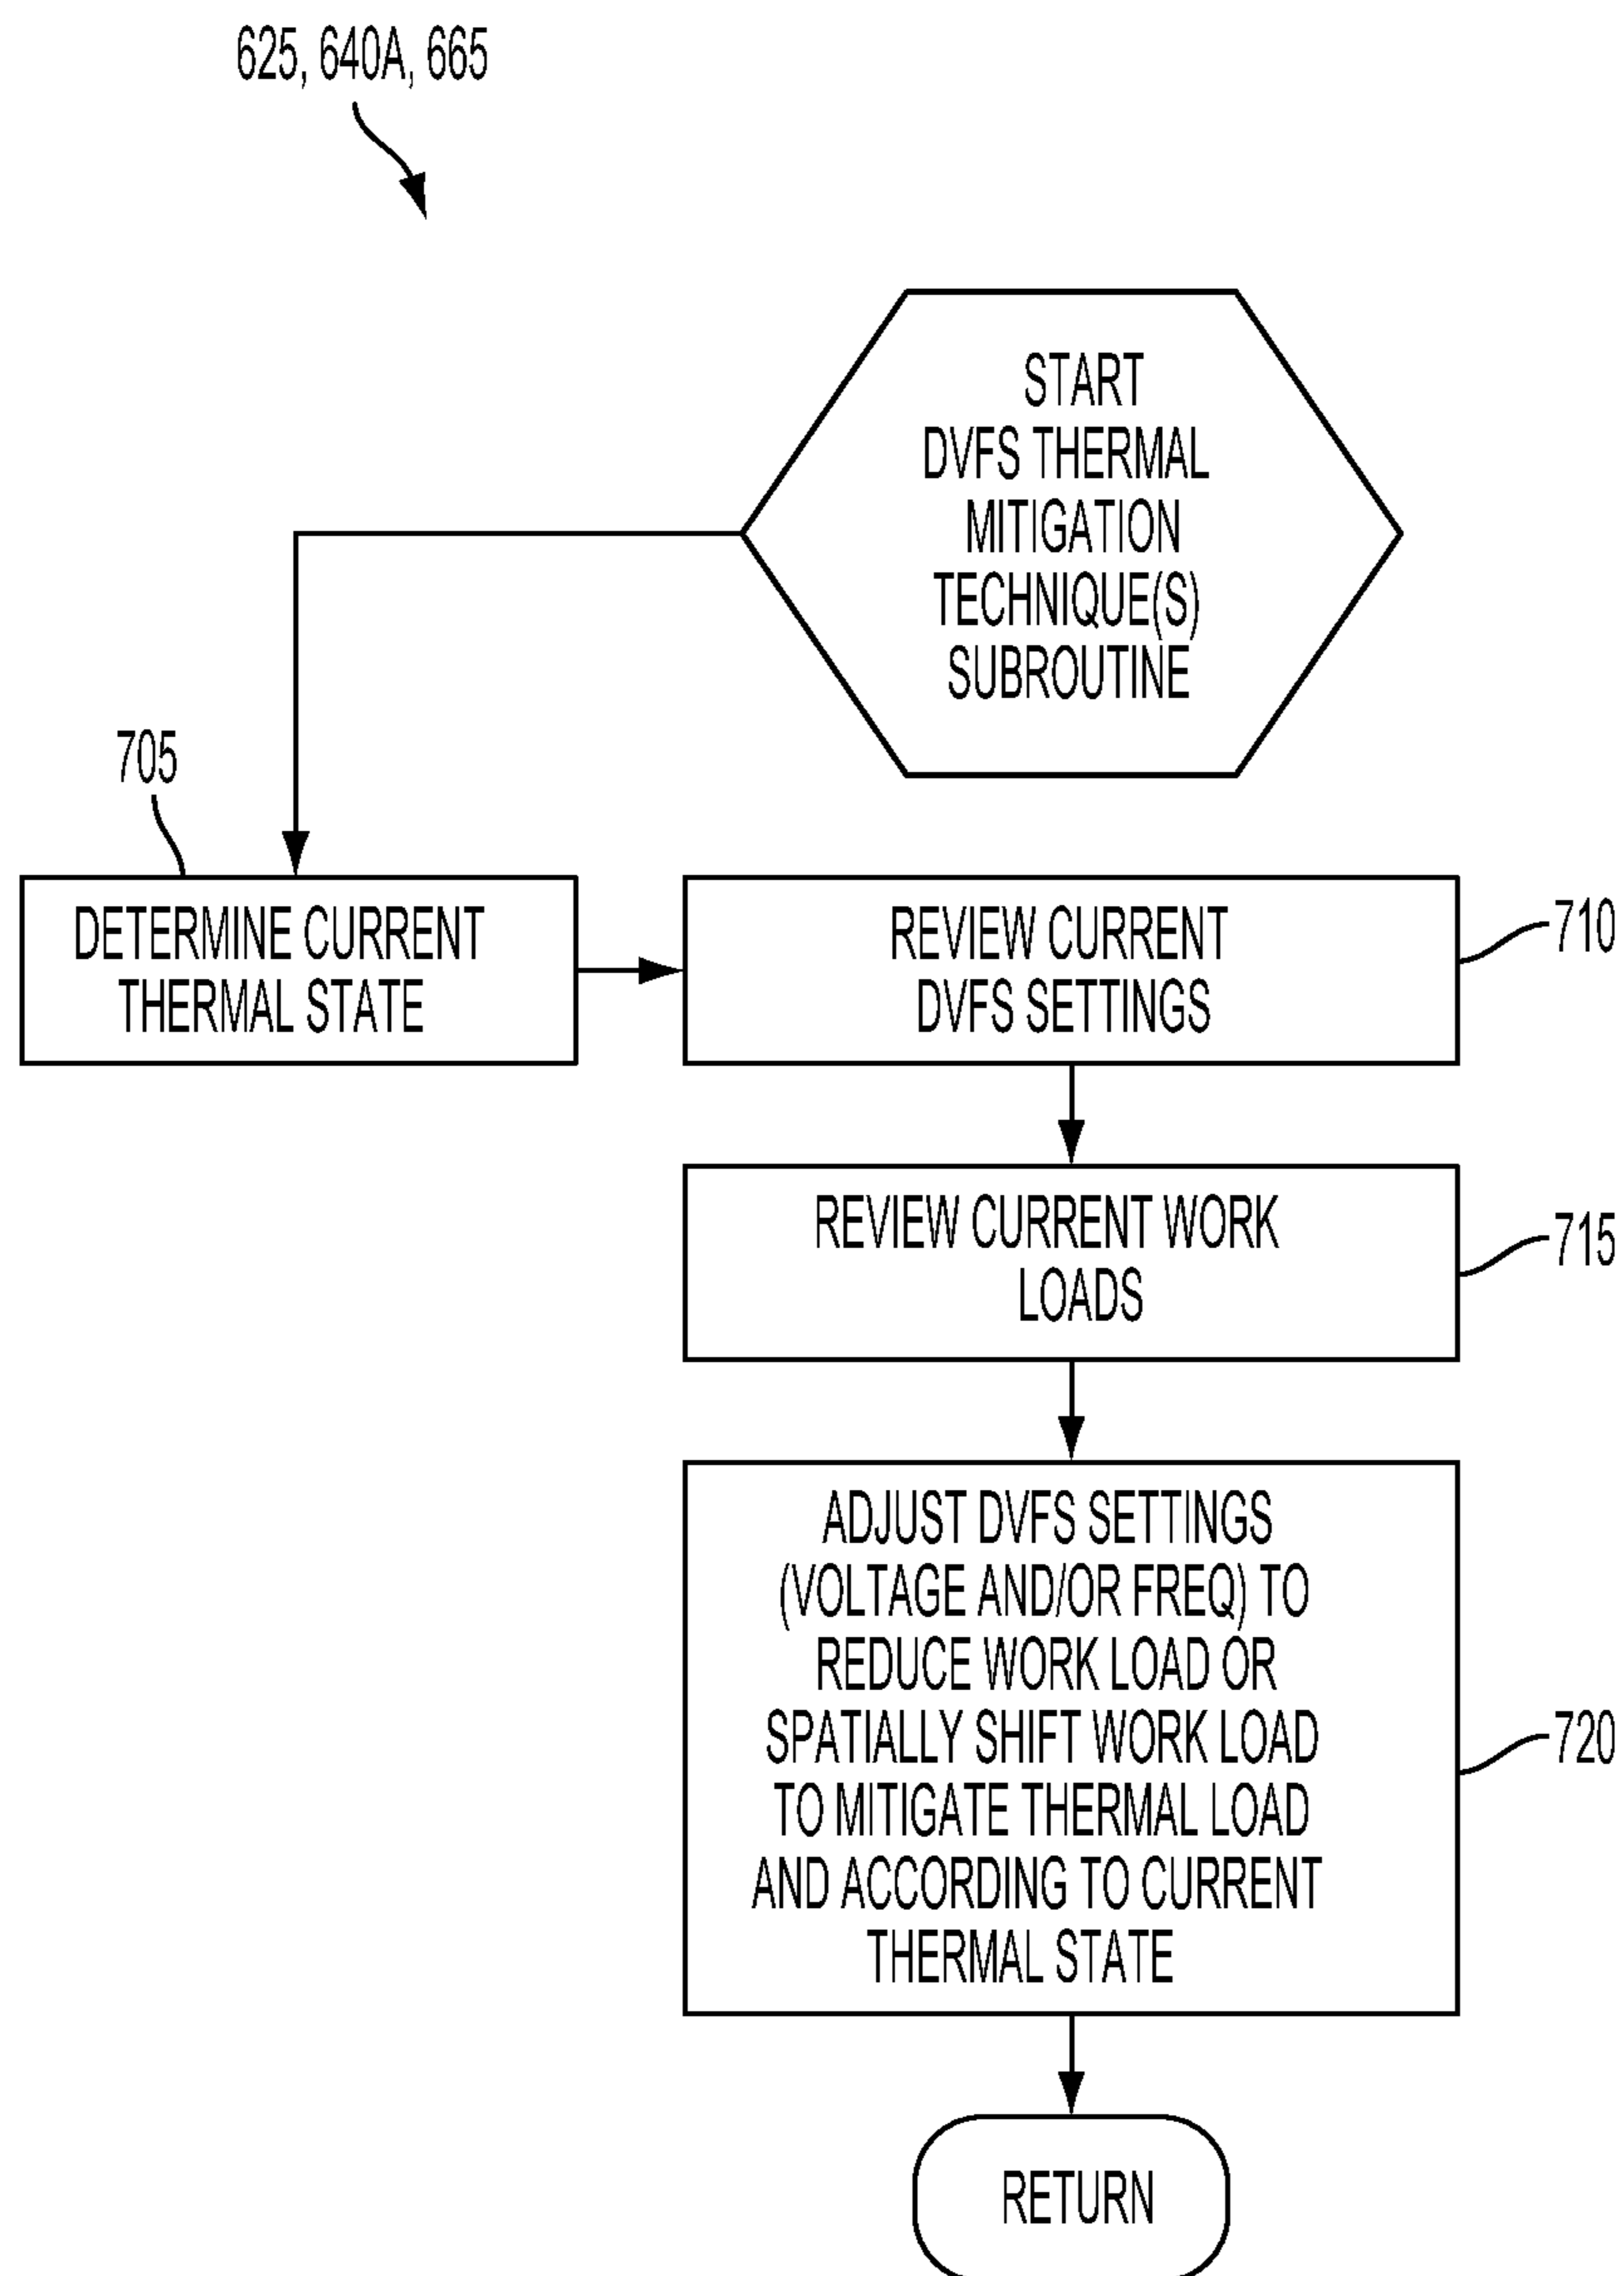 625, 640A, 665
START
DVFS THERMAL
MITIGATION
TECHNIQUE(S)
SUBROUTINE
705
DETERMINE CURRENT
THERMAL STATE
REVIEW CURRENT
DVFS SETTINGS
710
REVIEW CURRENT WORK
LOADS
715
ADJUST DVFS SETTINGS
(VOLTAGE AND/OR FREQ) TO
REDUCE WORK LOAD OR
SPATIALLY SHIFT WORK LOAD
TO MITIGATE THERMAL LOAD
AND ACCORDING TO CURRENT
THERMAL STATE
720
RETURN